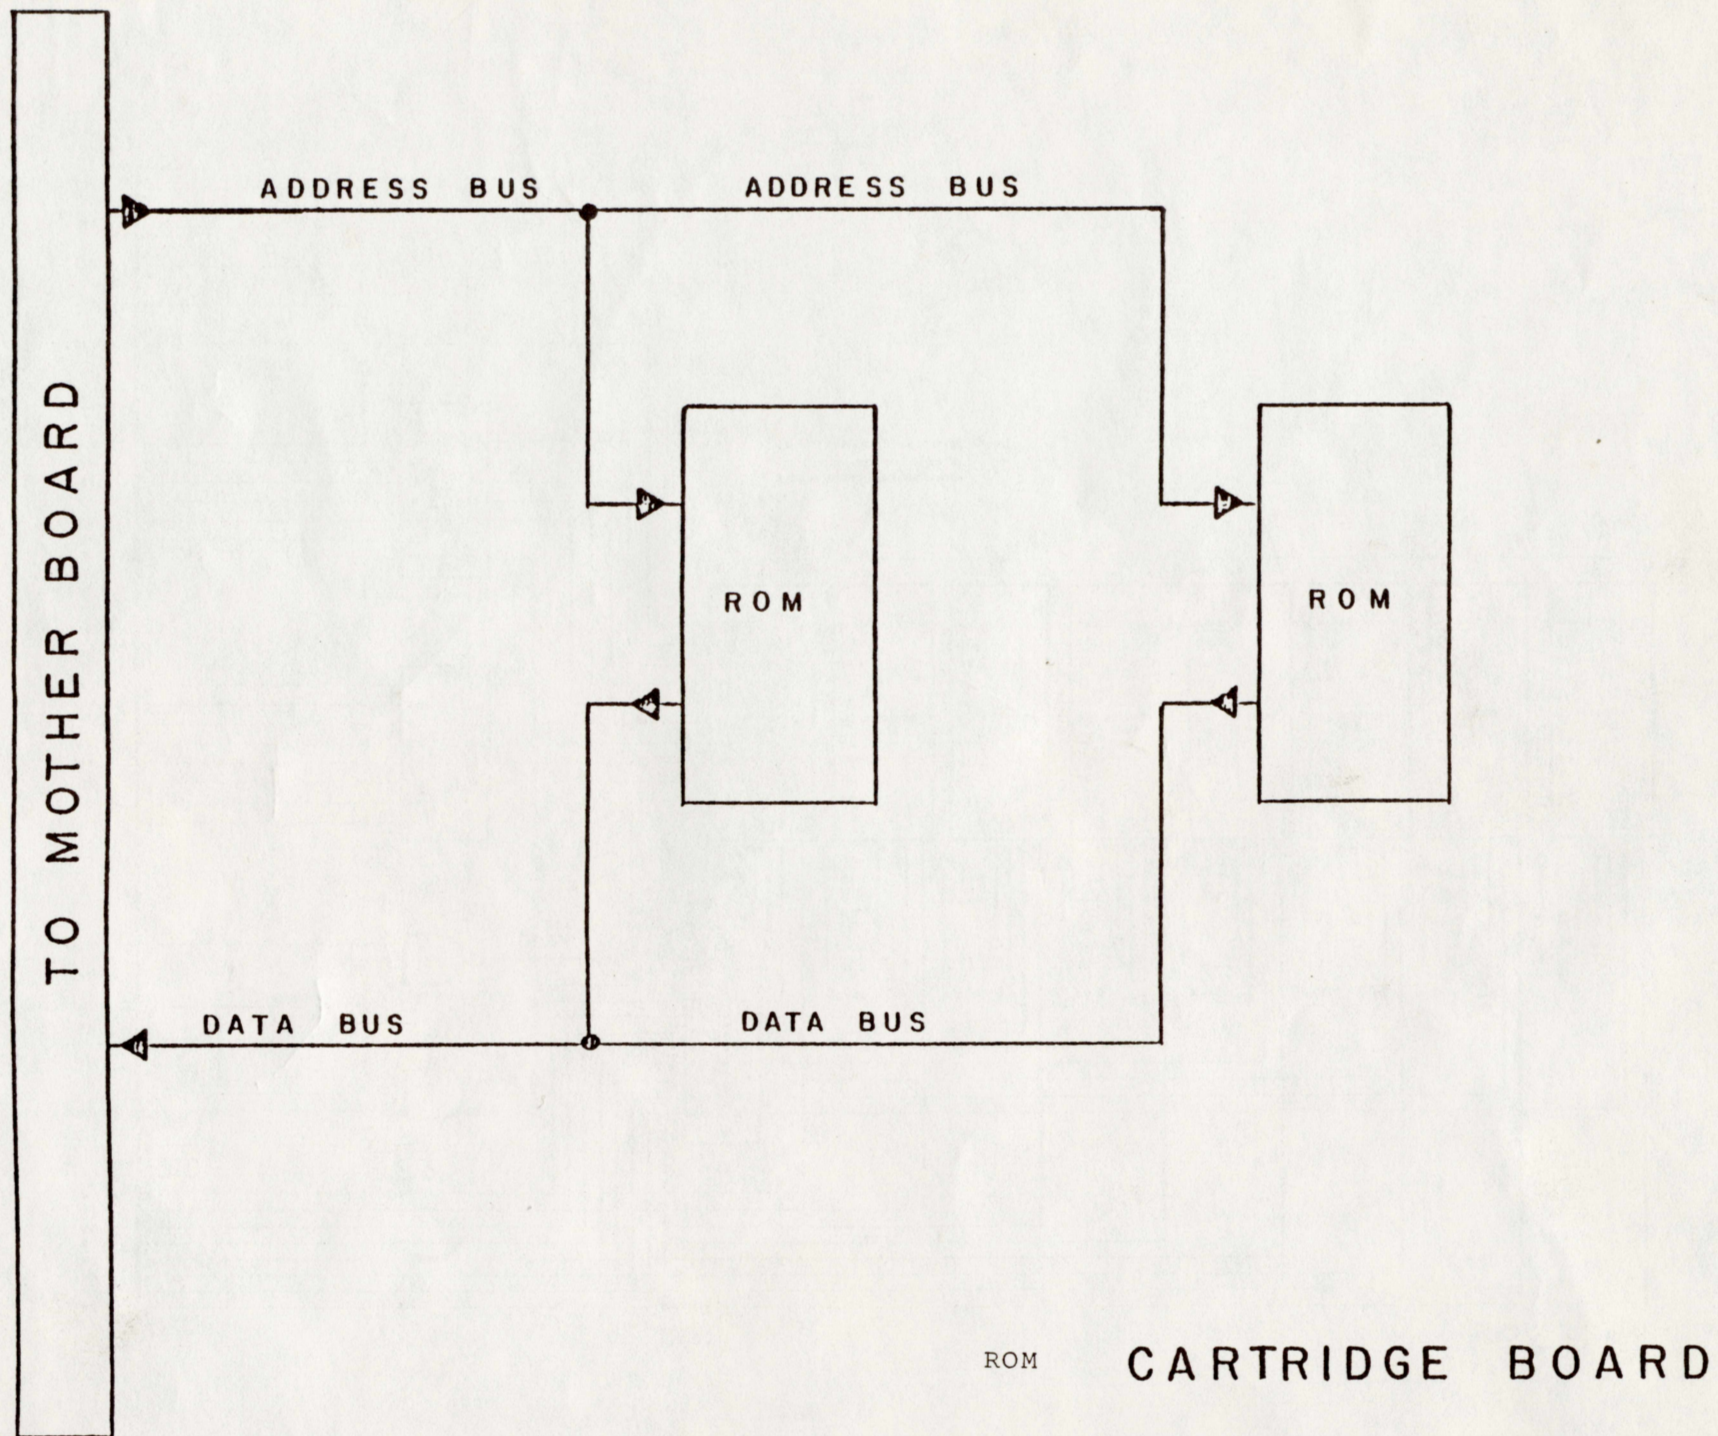 TO MOTHER BOARD
ADDRESS BUS
ADDRESS BUS
ROM
ROM
DATA BUS
DATA BUS
ROM CARTRIDGE BOARD